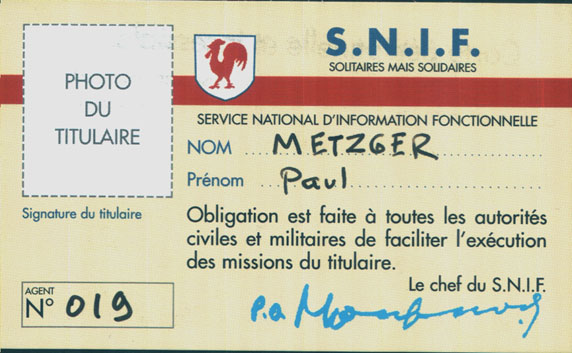 PHOTO
DU
TITULAIRE
S.N.I.F.
SOLITAIRES MAIS SOLIDAIRES
SERVICE NATIONAL D'INFORMATION FONCTIONNELLE
NOM ... METZGER
Prénom ... Paul
Signature du titulaire
Obligation est faite à toutes les autorités
civiles et militaires de faciliter l'exécution
des missions du titulaire.
Le chef du S.N.I.F.
AGENT
N° 019
p.o